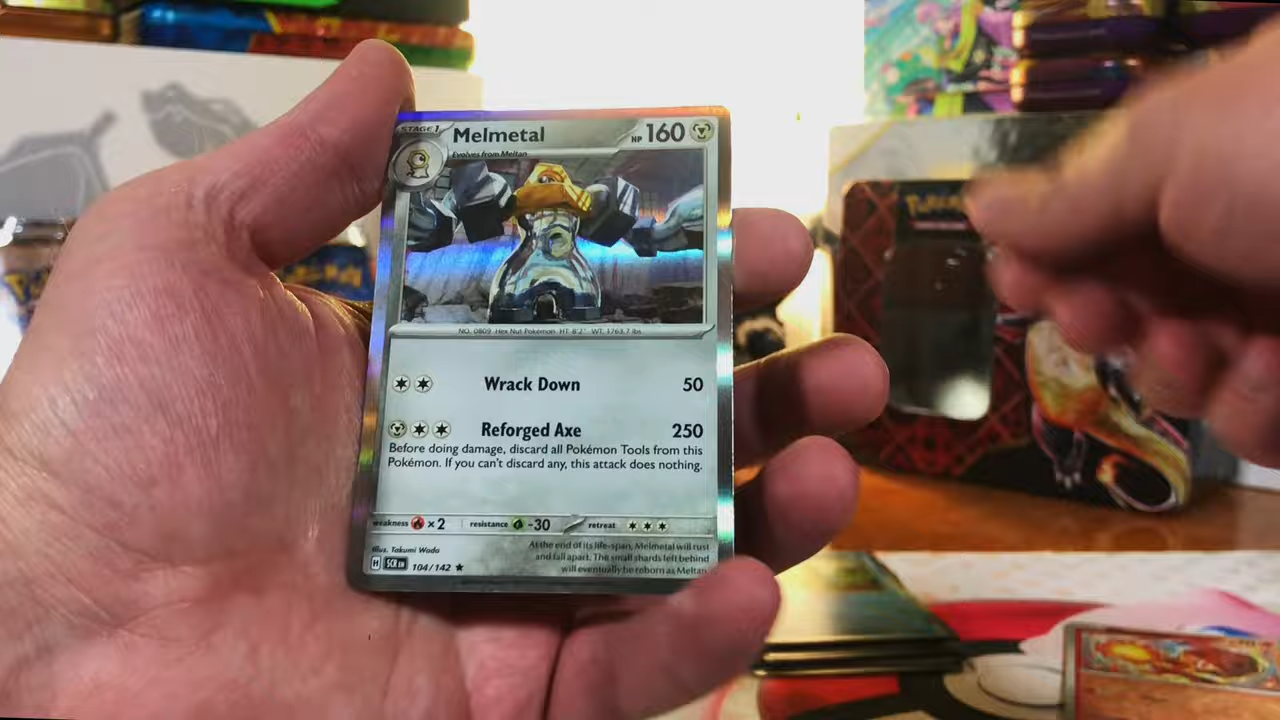 STAGE 1
Melmetal
HP 160
Evolves from Meltan
NO. 0809 Hex Nut Pokémon HT: 8'2" WT: 1763.7 lbs
Wrack Down 50
Reforged Axe 250
Before doing damage, discard all Pokémon Tools from this
Pokémon. If you can't discard any, this attack does nothing.
weakness ×2 resistance -30 retreat
Illus. Takumi Wada
At the end of its life-span, Melmetal will rust
and fall apart. The small shards left behind
will eventually be reborn as Meltan.
H SCR EN 104/142
Pokémon